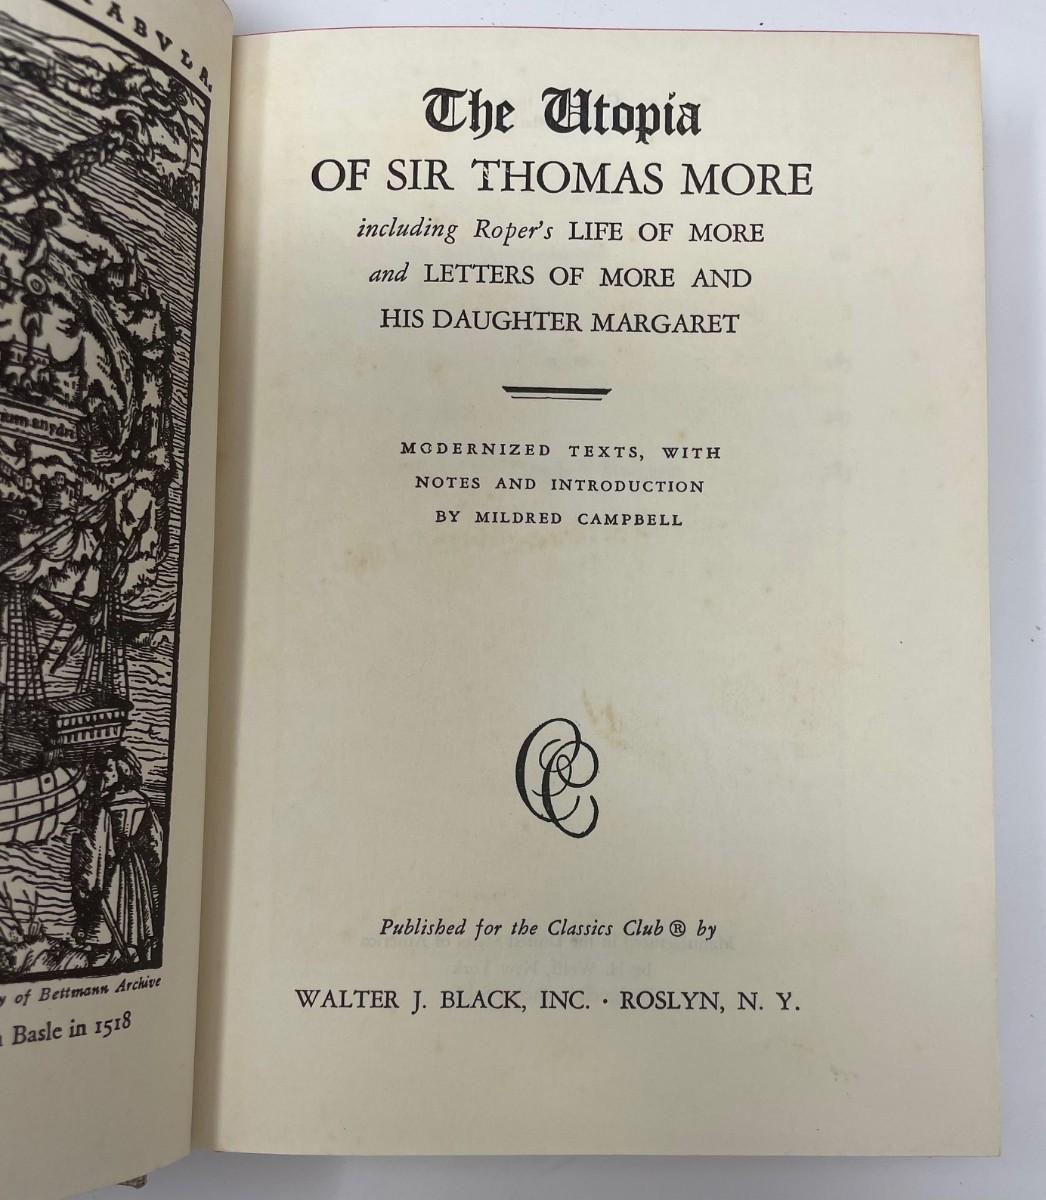 TABVLA.
y of Bettmann Archive
Basle in 1518
The Utopia
OF SIR THOMAS MORE
including Roper's LIFE OF MORE
and LETTERS OF MORE AND
HIS DAUGHTER MARGARET
MODERNIZED TEXTS, WITH
NOTES AND INTRODUCTION
BY MILDRED CAMPBELL
CC
Published for the Classics Club ® by
WALTER J. BLACK, INC. · ROSLYN, N. Y.